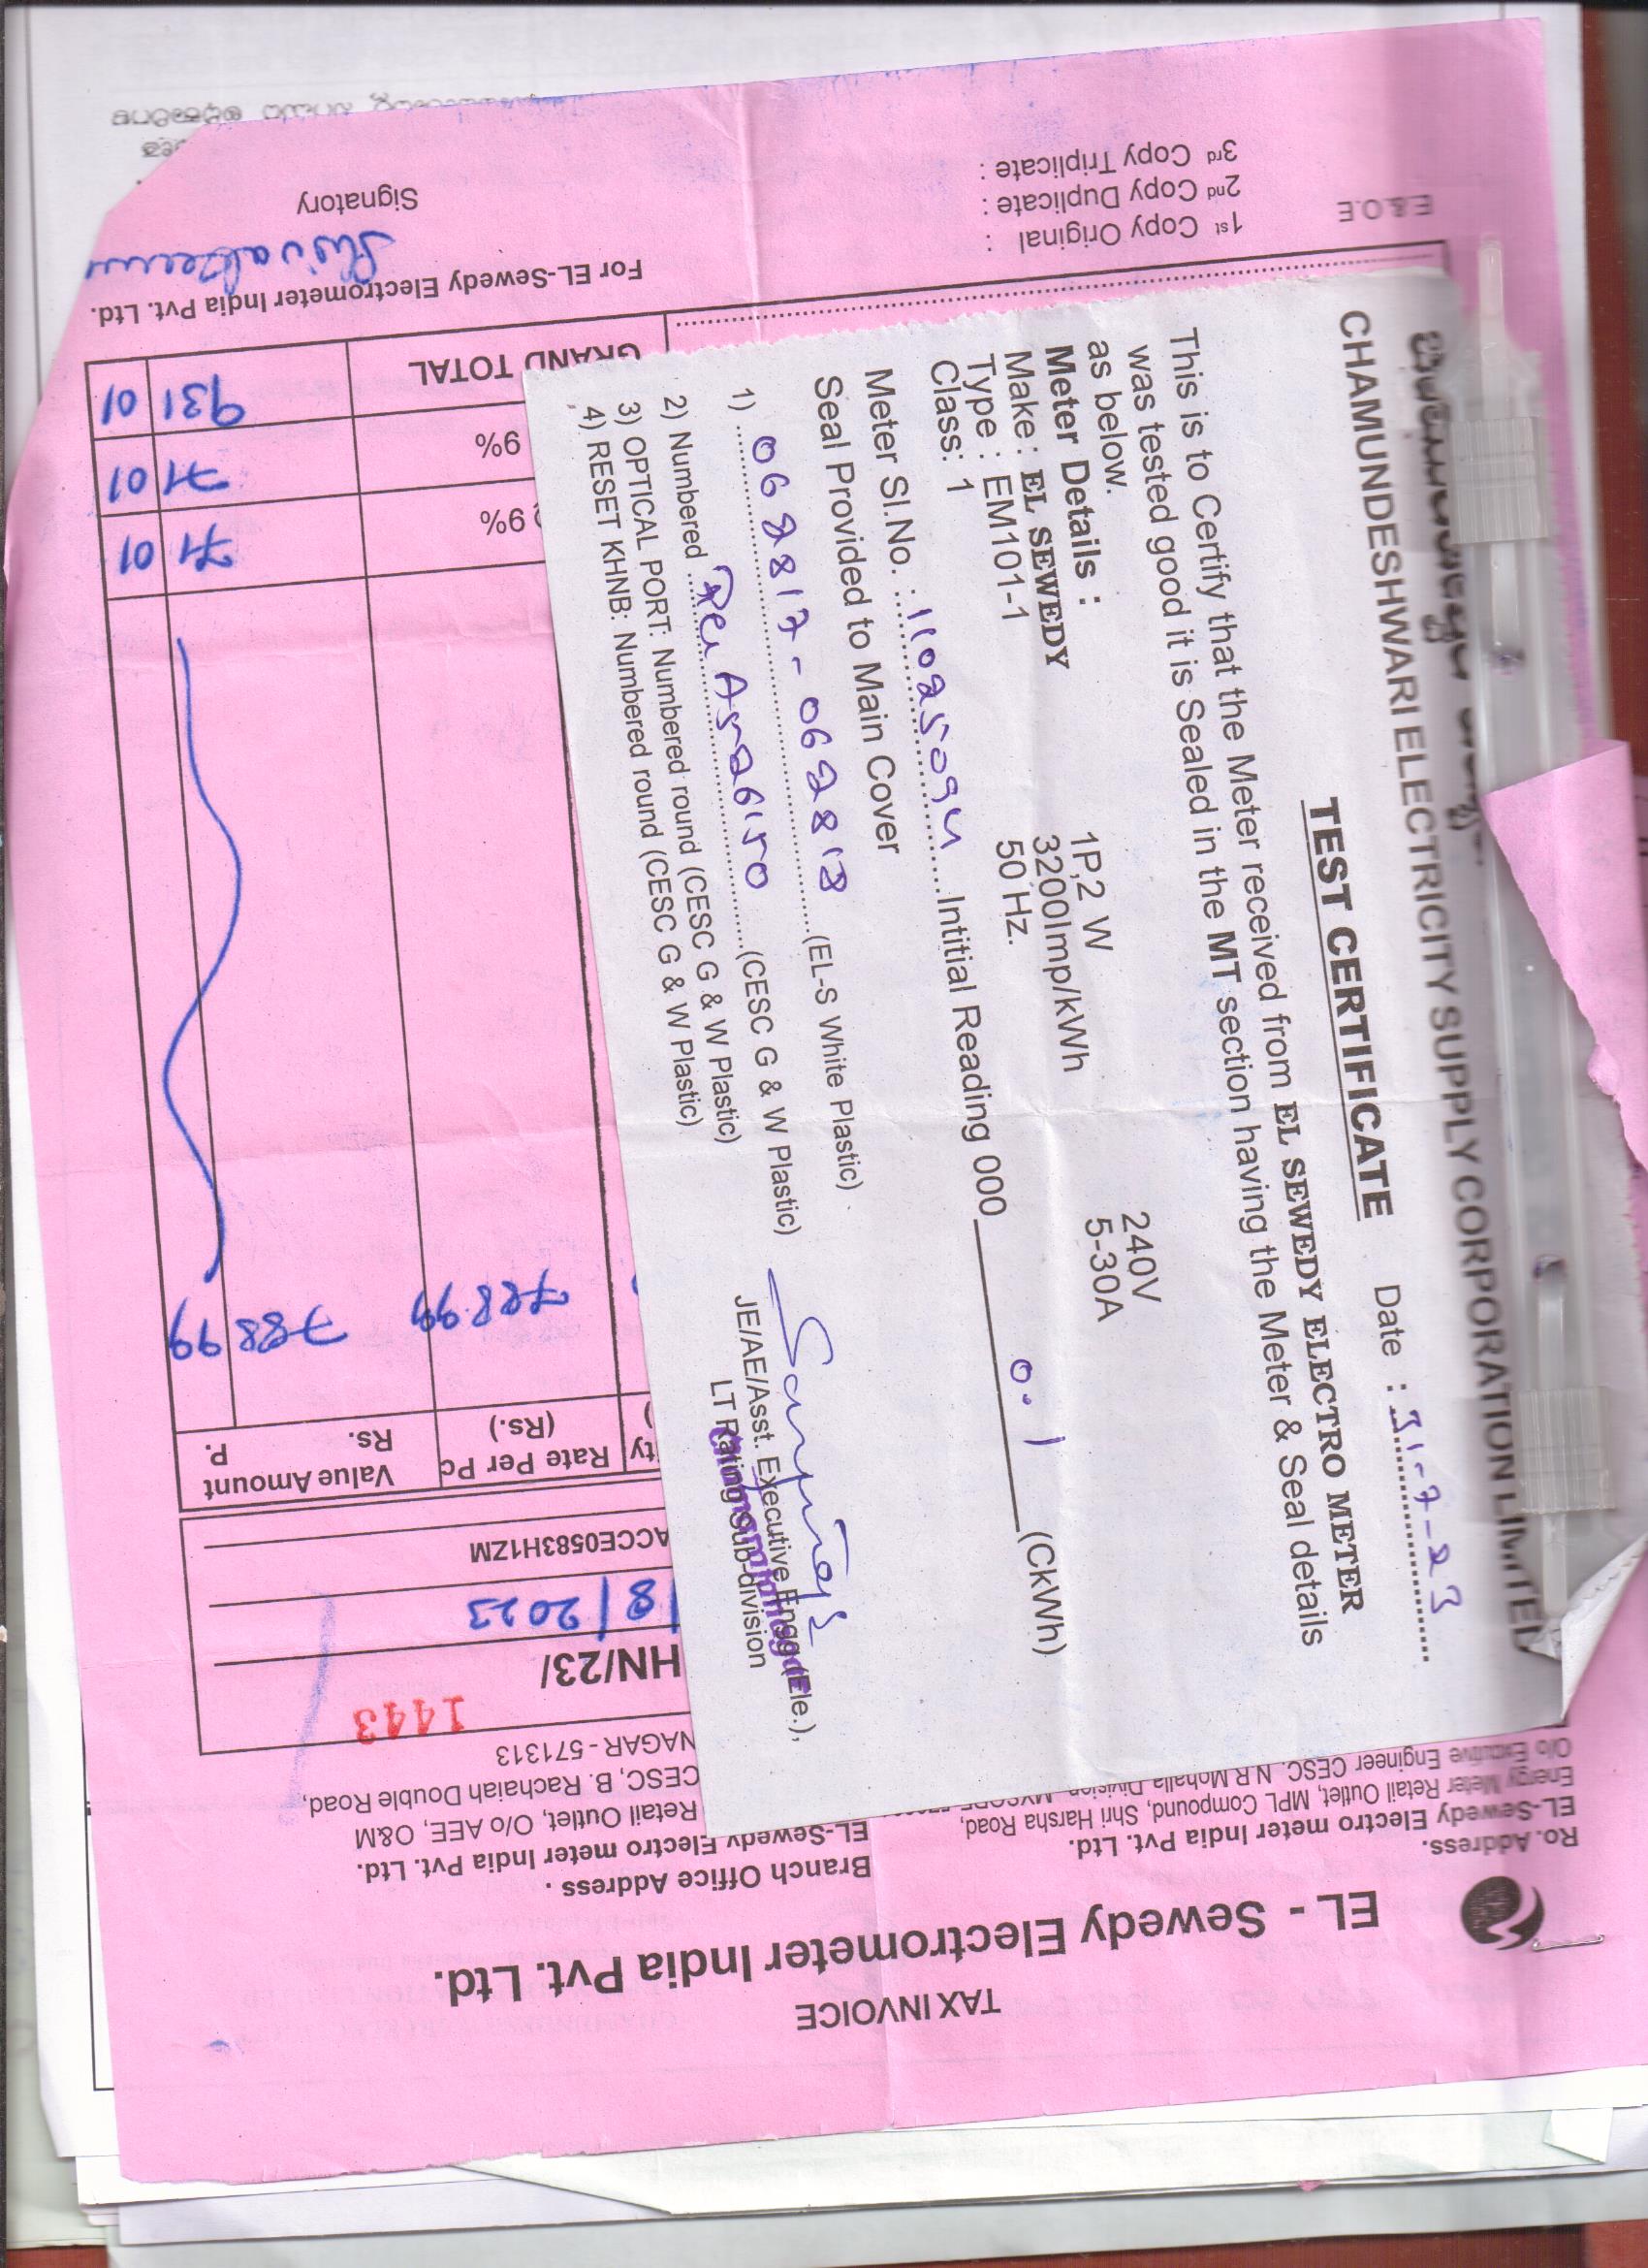 CHAMUNDESHWARI ELECTRICITY SUPPLY CORPORATION LIMITED
TEST CERTIFICATE
Date : 31-7-23
This is to Certify that the Meter received from EL SEWEDY ELECTRO METER
was tested good it is Sealed in the MT section having the Meter & Seal details
as below.
Meter Details :
Make : EL SEWEDY 1P,2 W 240V
Type : EM101-1 3200Imp/kWh 5-30A
Class: 1 50 Hz.
Meter Sl.No. : 11025094 Intitial Reading 000 0.1 (CkWh)
Seal Provided to Main Cover
1) 062817-062818 (EL-S White Plastic)
2) Numbered (CESC G & W Plastic)
3) OPTICAL PORT: Numbered round (CESC G & W Plastic)
4) RESET KHNB: Numbered round (CESC G & W Plastic)
JE/AE/Asst. Executive Engg (Ele.),
LT Rating Sub-division
TAX INVOICE
EL - Sewedy Electrometer India Pvt. Ltd.
Ro. Address.
EL-Sewedy Electro meter India Pvt. Ltd.
Energy Meter Retail Outlet, MPL Compound, Shri Harsha Road,
O/o Exutive Engineer CESC. N.R Mohalla Division
Branch Office Address .
EL-Sewedy Electro meter India Pvt. Ltd.
Retail Outlet, O/o AEE, O&M
CESC, B. Rachaiah Double Road,
NAGAR - 571313
HN/23/ 1443
/8/2023
ACCE0583H1ZM
Rate Per Pc (Rs.) Value Amount
Rs. P.
788.99 788 99
9% 71 01
9% 71 01
GRAND TOTAL 931 01
For EL-Sewedy Electrometer India Pvt. Ltd.
Signatory
1st Copy Original :
2nd Copy Duplicate :
3rd Copy Triplicate :
E.&.O.E